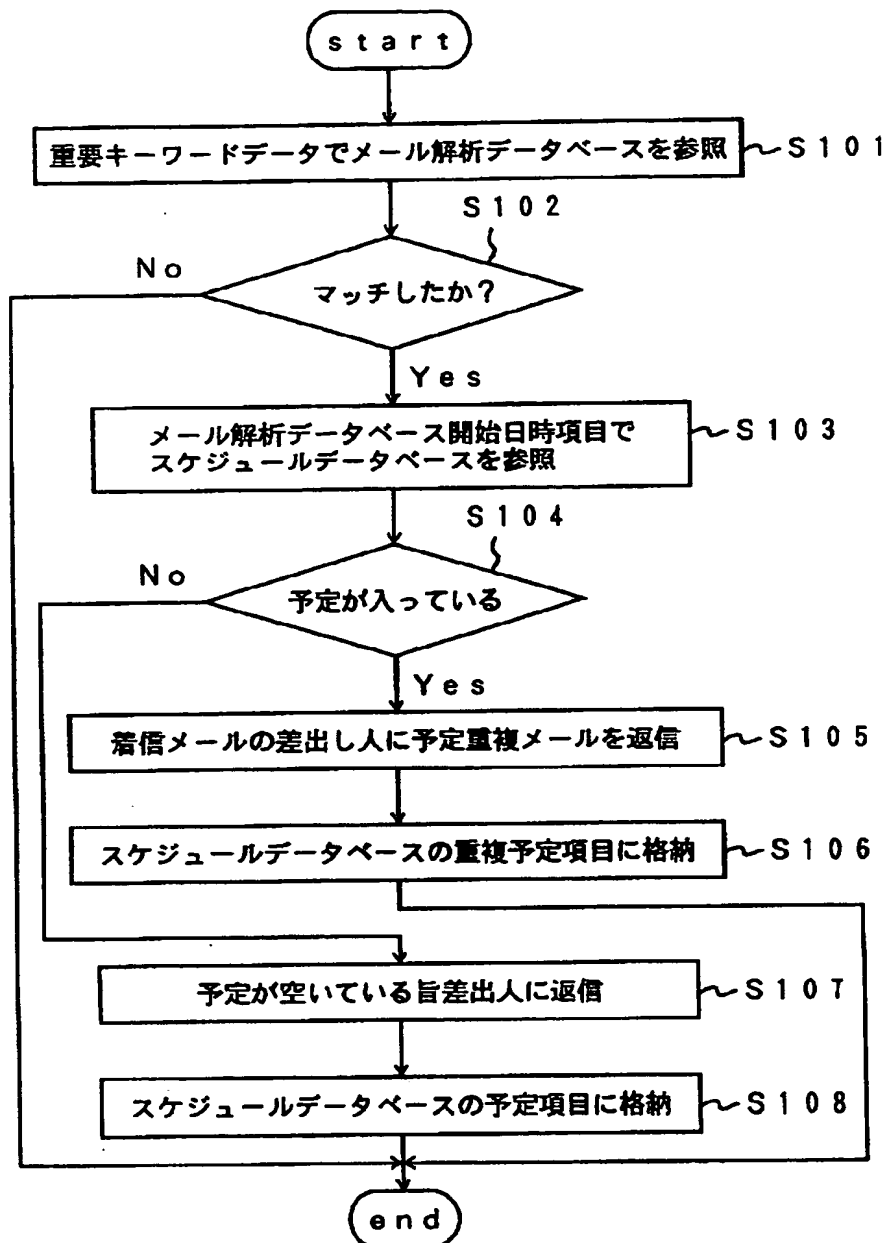 start
重要キーワードデータでメール解析データベースを参照
S101
S102
マッチしたか?
No
Yes
メール解析データベース開始日時項目で
スケジュールデータベースを参照
S103
S104
予定が入っている
No
Yes
着信メールの差出し人に予定重複メールを返信
S105
スケジュールデータベースの重複予定項目に格納
S106
予定が空いている旨差出人に返信
S107
スケジュールデータベースの予定項目に格納
S108
end